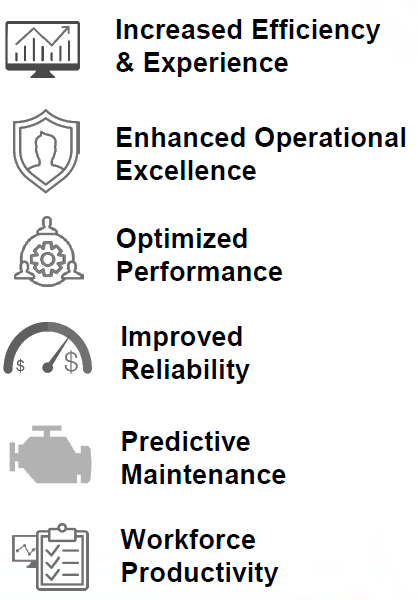 Increased Efficiency
& Experience
Enhanced Operational
Excellence
Optimized
Performance
$ $
Improved
Reliability
Predictive
Maintenance
Workforce
Productivity